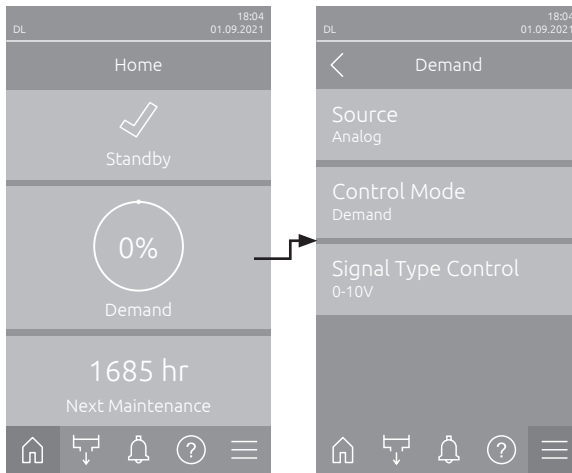 18:04
DL 01.09.2021
Home
Standby
0%
Demand
1685 hr
Next Maintenance
?
18:04
DL 01.09.2021
Demand
Source
Analog
Control Mode
Demand
Signal Type Control
0-10V
?